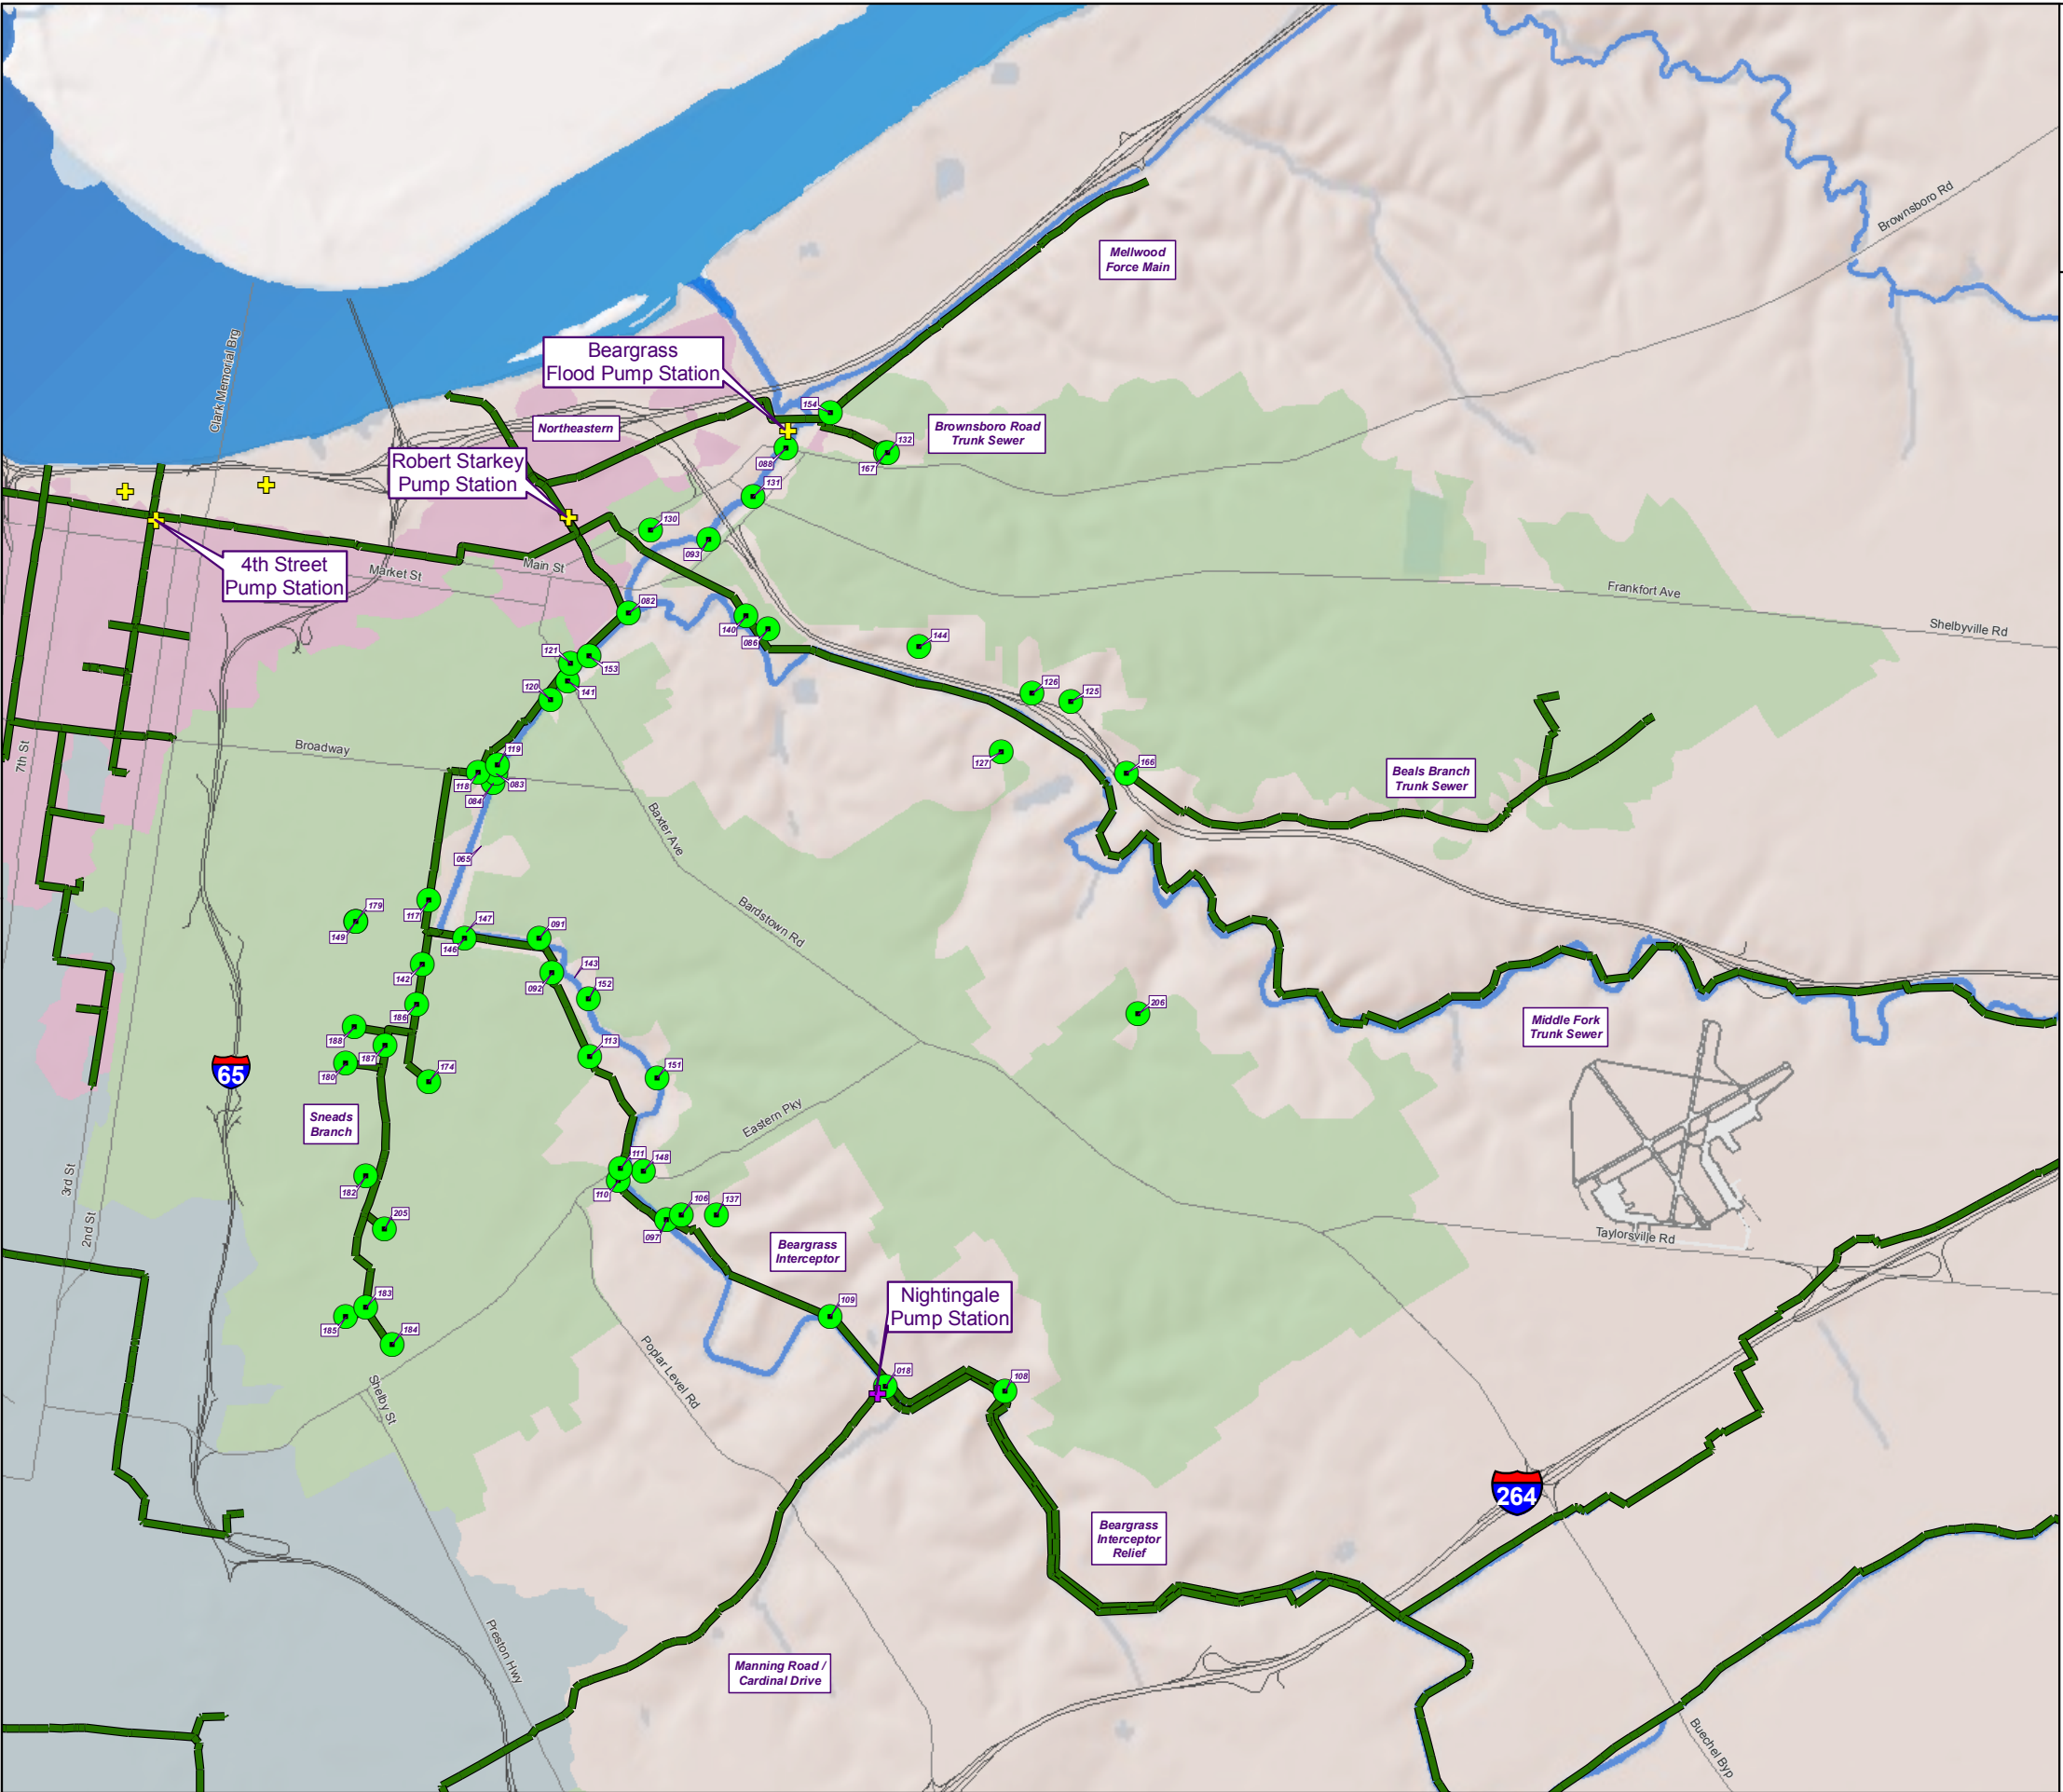 Brownsboro Rd
Mellwood
Force Main
Clark Memorial Brg
Beargrass
Flood Pump Station
154
Northeastern
Brownsboro Road
Trunk Sewer
132
088
167
Robert Starkey
Pump Station
131
130
093
4th Street
Pump Station
Market St
Main St
Frankfort Ave
082
Shelbyville Rd
140
086
144
121
153
120
141
126
125
7th St
Broadway
119
127
166
118
083
084
Beals Branch
Trunk Sewer
Baxter Ave
065
179
117
147
091
Bardstown Rd
149
146
143
142
092
152
206
186
188
Middle Fork
Trunk Sewer
187
113
151
180
174
65
Sneads
Branch
Eastern Pky
111
148
3rd St
182
110
106
137
205
2nd St
097
Taylorsville Rd
Beargrass
Interceptor
183
109
Nightingale
Pump Station
185
184
Poplar Level Rd
018
108
Shelby St
264
Beargrass
Interceptor
Relief
Preston Hwy
Manning Road /
Cardinal Drive
Buechel Byp